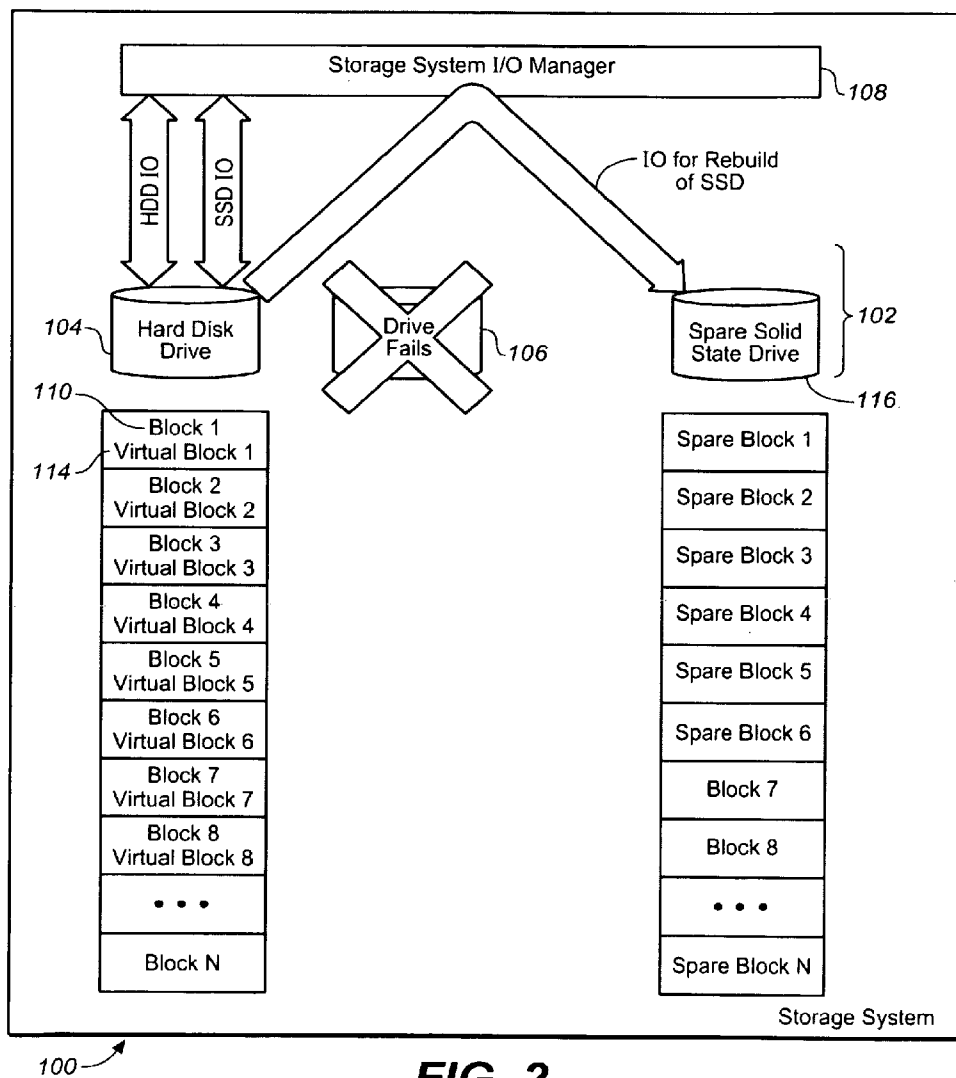 Storage System I/O Manager
108
HDD IO
SSD IO
IO for Rebuild
of SSD
104
Hard Disk
Drive
Drive
Fails
106
Spare Solid
State Drive
102
116
110
114
Block 1
Virtual Block 1
Block 2
Virtual Block 2
Block 3
Virtual Block 3
Block 4
Virtual Block 4
Block 5
Virtual Block 5
Block 6
Virtual Block 6
Block 7
Virtual Block 7
Block 8
Virtual Block 8
• • •
Block N
Spare Block 1
Spare Block 2
Spare Block 3
Spare Block 4
Spare Block 5
Spare Block 6
Block 7
Block 8
• • •
Spare Block N
Storage System
100
FIG. 2